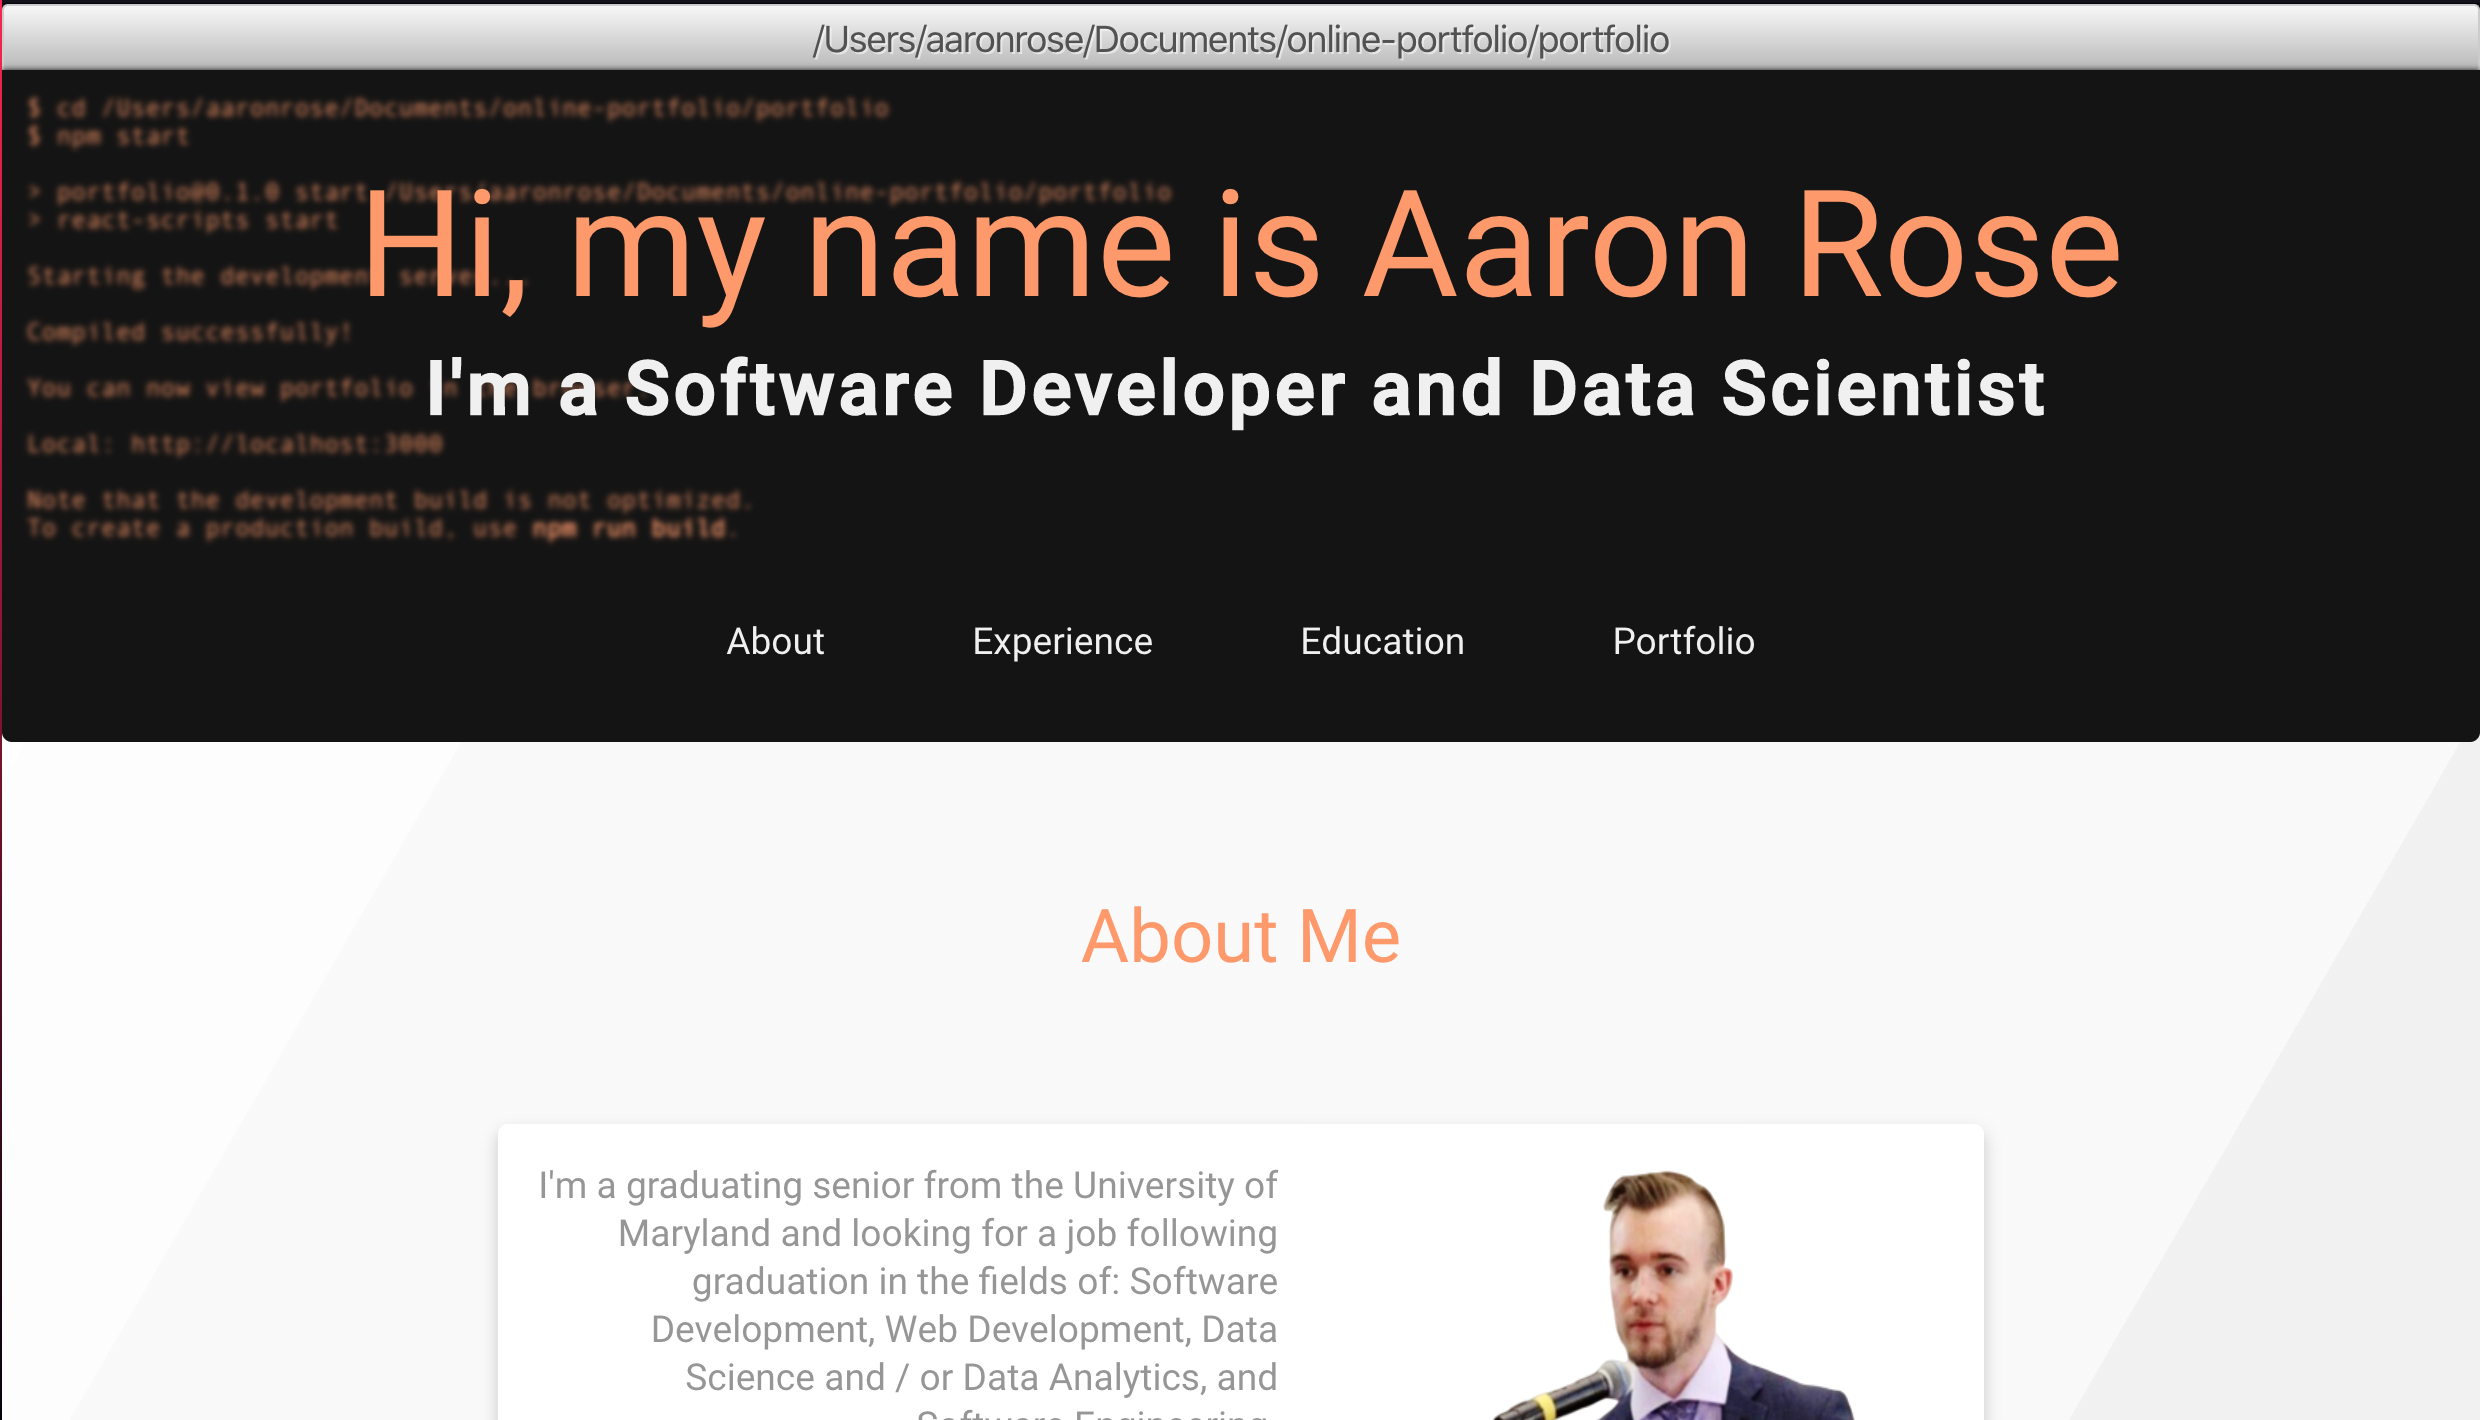 /Users/aaronrose/Documents/online-portfolio/portfolio
$ cd /Users/aaronrose/Documents/online-portfolio/portfolio
$ npm start
> portfolio@0.1.0 start /Users/aaronrose/Documents/online-portfolio/portfolio
> react-scripts start
Hi, my name is Aaron Rose
Starting the development server..
Compiled successfully!
I'm a Software Developer and Data Scientist
You can now view portfolio in the browser
Local: http://localhost:3000
Note that the development build is not optimized.
To create a production build, use npm run build.
About Experience Education Portfolio
About Me
I'm a graduating senior from the University of
Maryland and looking for a job following
graduation in the fields of: Software
Development, Web Development, Data
Science and / or Data Analytics, and
Software Engineering.